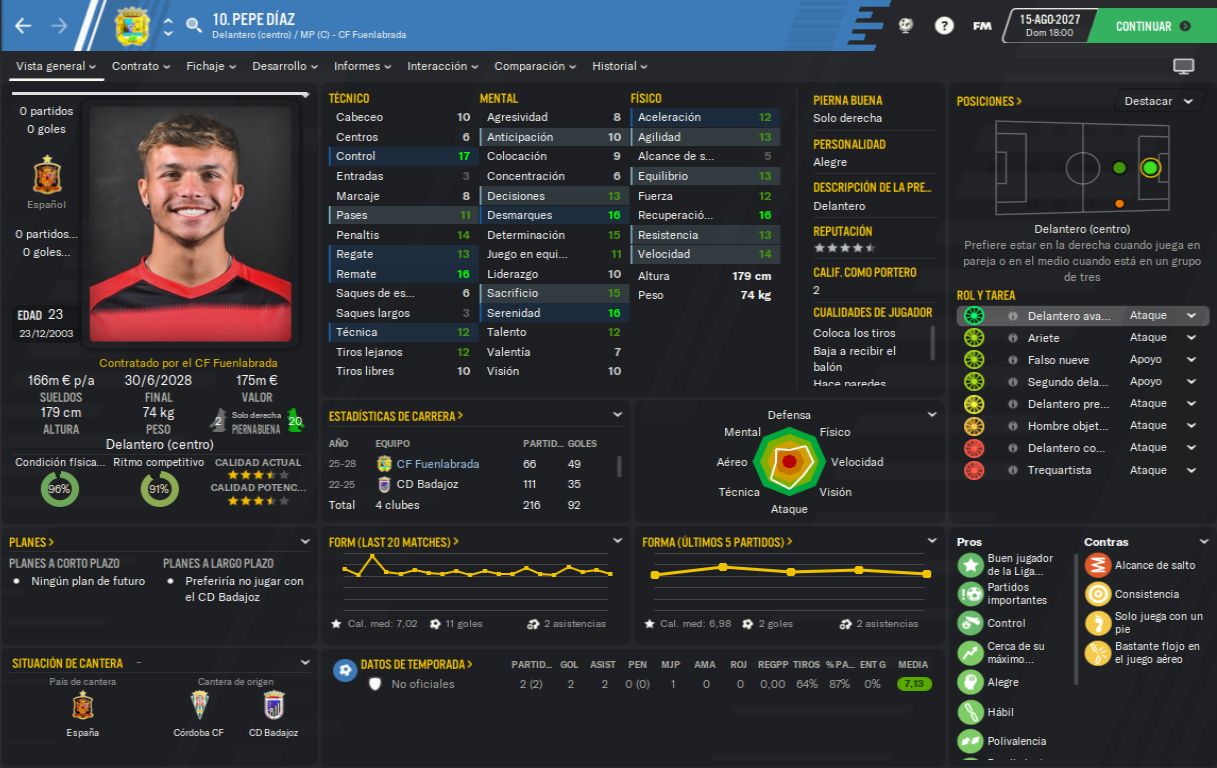 10. PEPE DÍAZ
Delantero (centro) / MP (C) - CF Fuenlabrada
FM
15-AGO-2027
Dom 18:00
CONTINUAR
Vista general
Contrato
Fichaje
Desarrollo
Informes
Interacción
Comparación
Historial
0 partidos
0 goles
Español
0 partidos...
0 goles...
EDAD 23
23/12/2003
Contratado por el CF Fuenlabrada
166m € p/a
30/6/2028
175m €
SUELDOS
FINAL
VALOR
179 cm
74 kg
2
Solo derecha
20
ALTURA
PESO
PIERNA BUENA
Delantero (centro)
Condición física...
Ritmo competitivo
CALIDAD ACTUAL
96%
91%
CALIDAD POTENC...
TÉCNICO
Cabeceo 10
Centros 6
Control 17
Entradas 3
Marcaje 8
Pases 11
Penaltis 14
Regate 13
Remate 16
Saques de es... 6
Saques largos 3
Técnica 12
Tiros lejanos 12
Tiros libres 10
MENTAL
Agresividad 8
Anticipación 10
Colocación 9
Concentración 6
Decisiones 13
Desmarques 16
Determinación 15
Juego en equi... 11
Liderazgo 10
Sacrificio 15
Serenidad 16
Talento 12
Valentía 7
Visión 10
FÍSICO
Aceleración 12
Agilidad 13
Alcance de s... 5
Equilibrio 13
Fuerza 12
Recuperació... 16
Resistencia 13
Velocidad 14
Altura 179 cm
Peso 74 kg
PIERNA BUENA
Solo derecha
PERSONALIDAD
Alegre
DESCRIPCIÓN DE LA PRE...
Delantero
REPUTACIÓN
CALIF. COMO PORTERO
2
CUALIDADES DE JUGADOR
Coloca los tiros
Baja a recibir el
balón
Hace paredes
POSICIONES >
Destacar
Delantero (centro)
Prefiere estar en la derecha cuando juega en
pareja o en el medio cuando está en un grupo
de tres
ROL Y TAREA
Delantero ava... Ataque
Ariete Ataque
Falso nueve Apoyo
Segundo dela... Apoyo
Delantero pre... Ataque
Hombre objet... Ataque
Delantero co... Ataque
Trequartista Ataque
ESTADÍSTICAS DE CARRERA >
AÑO EQUIPO PARTID... GOLES
25-28 CF Fuenlabrada 66 49
22-25 CD Badajoz 111 35
Total 4 clubes 216 92
Defensa
Mental
Físico
Aéreo
Velocidad
Técnica
Visión
Ataque
PLANES >
PLANES A CORTO PLAZO
Ningún plan de futuro
PLANES A LARGO PLAZO
Preferiría no jugar con
el CD Badajoz
FORM (LAST 20 MATCHES) >
Cal. med: 7,02
11 goles
2 asistencias
FORMA (ÚLTIMOS 5 PARTIDOS) >
Cal. med: 6,98
2 goles
2 asistencias
Pros
Buen jugador
de la Liga...
Partidos
importantes
Control
Cerca de su
máximo...
Alegre
Hábil
Polivalencia
Contras
Alcance de salto
Consistencia
Solo juega con un
pie
Bastante flojo en
el juego aéreo
SITUACIÓN DE CANTERA -
País de cantera
España
Cantera de origen
Córdoba CF
CD Badajoz
DATOS DE TEMPORADA >
PARTID... GOL ASIST PEN MJP AMA ROJ REGPP TIROS % PA... ENT G MEDIA
No oficiales 2 (2) 2 2 0 (0) 1 0 0 0,00 64% 87% 0% 7,13